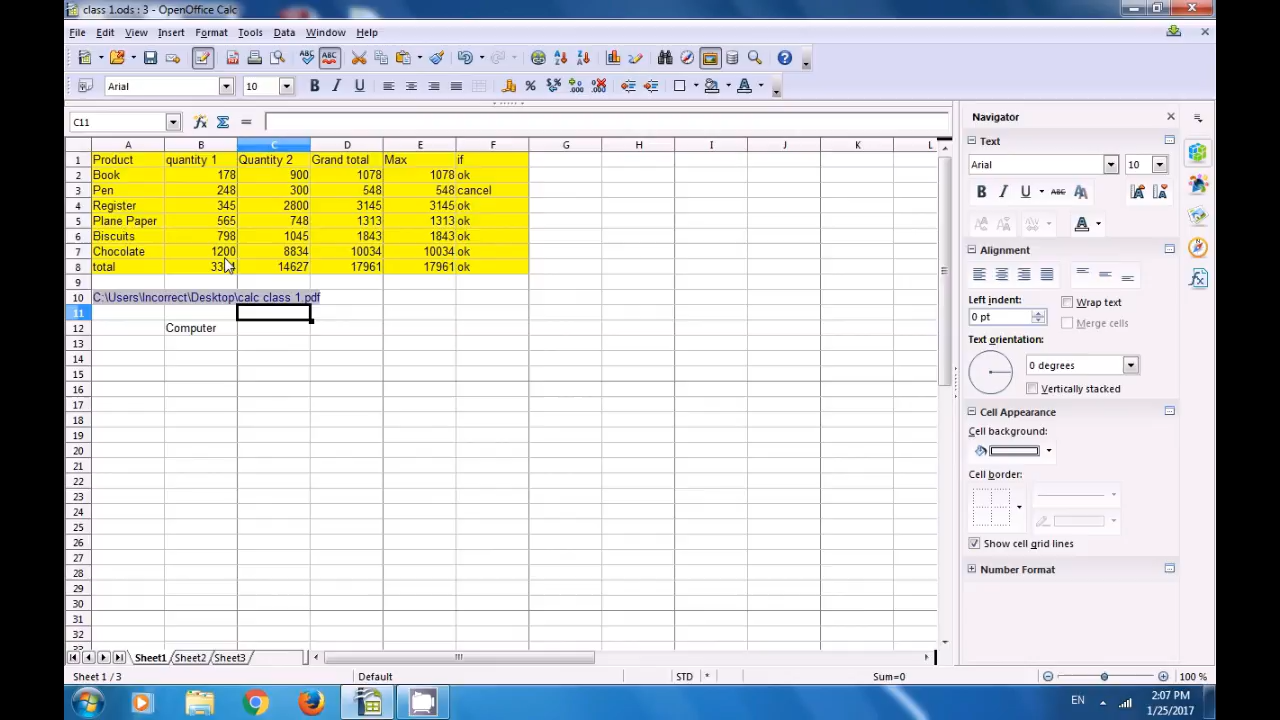 class 1.ods : 3 - OpenOffice Calc
File Edit View Insert Format Tools Data Window Help
Arial 10
C11
Navigator
A B C D E F G H I J K L
1 Product quantity 1 Quantity 2 Grand total Max if
2 Book 178 900 1078 1078 ok
3 Pen 248 300 548 548 cancel
4 Register 345 2800 3145 3145 ok
5 Plane Paper 565 748 1313 1313 ok
6 Biscuits 798 1045 1843 1843 ok
7 Chocolate 1200 8834 10034 10034 ok
8 total 14627 17961 17961 ok
9
10 C:\Users\Incorrect\Desktop\calc class 1.pdf
11
12 Computer
13
14
15
16
17
18
19
20
21
22
23
24
25
26
27
28
29
30
31
32
Text
Arial 10
Alignment
Left indent: Wrap text
0 pt Merge cells
Text orientation:
0 degrees
Vertically stacked
Cell Appearance
Cell background:
Cell border:
Show cell grid lines
Number Format
Sheet1 Sheet2 Sheet3
Sheet 1 / 3 Default STD * Sum=0 100 %
EN 2:07 PM
1/25/2017